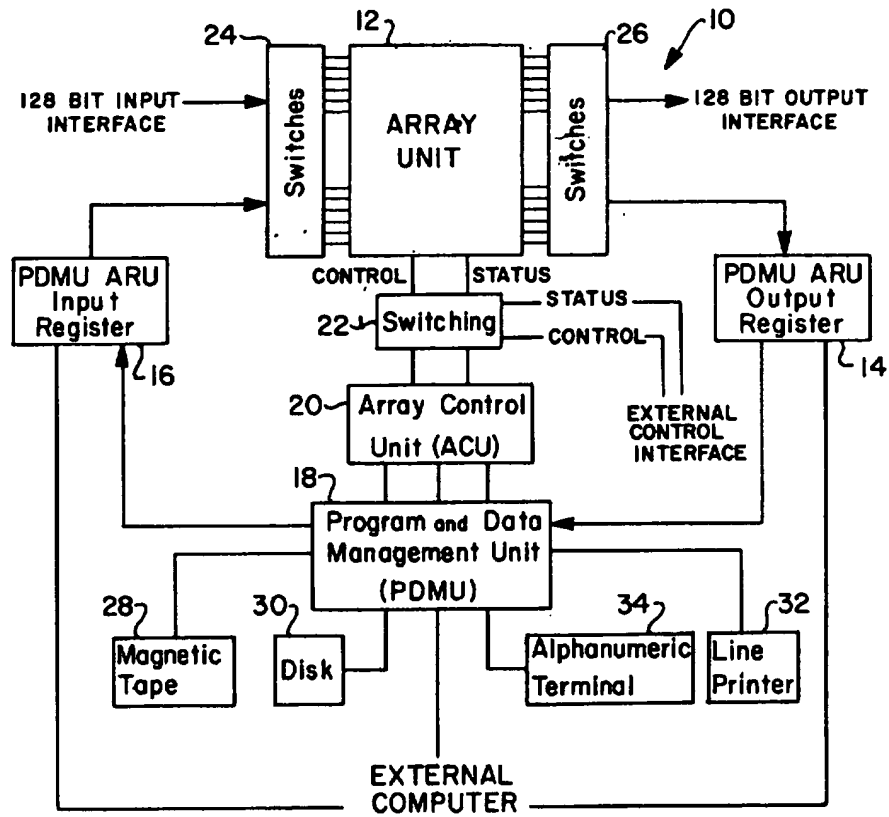 24
12
26
10
128 BIT INPUT
INTERFACE
Switches
ARRAY
UNIT
Switches
128 BIT OUTPUT
INTERFACE
CONTROL
STATUS
PDMU ARU
Input
Register
16
22
Switching
STATUS
CONTROL
PDMU ARU
Output
Register
14
20
Array Control
Unit (ACU)
EXTERNAL
CONTROL
INTERFACE
18
Program and Data
Management Unit
(PDMU)
28
Magnetic
Tape
30
Disk
34
Alphanumeric
Terminal
32
Line
Printer
EXTERNAL
COMPUTER